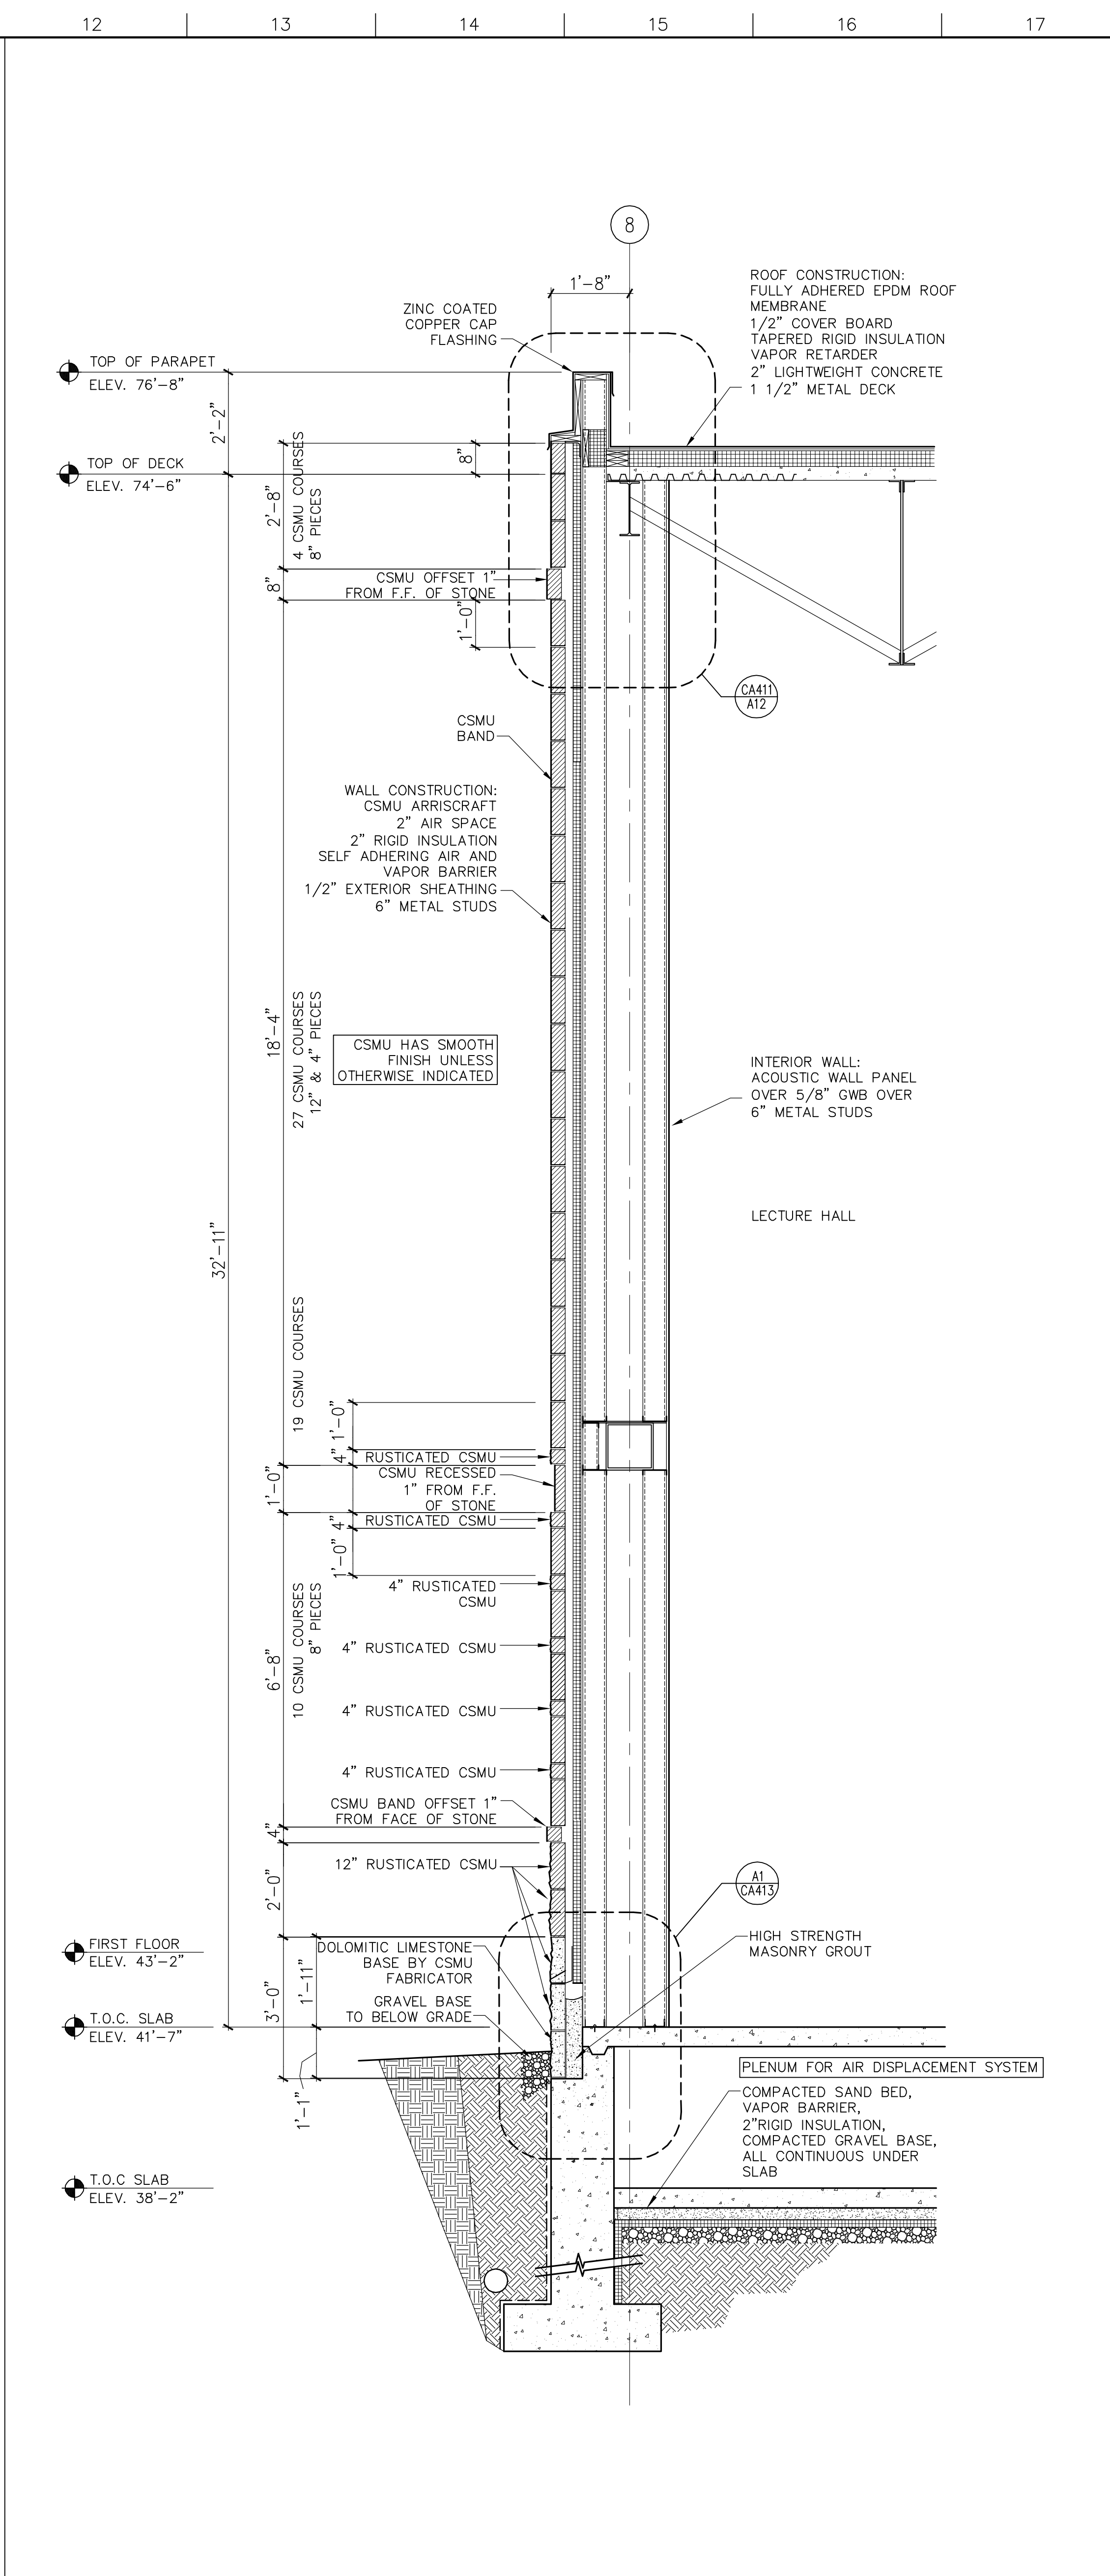 12
13
14
15
16
17
8
1'-8"
ZINC COATED
COPPER CAP
FLASHING
ROOF CONSTRUCTION:
FULLY ADHERED EPDM ROOF
MEMBRANE
1/2" COVER BOARD
TAPERED RIGID INSULATION
VAPOR RETARDER
2" LIGHTWEIGHT CONCRETE
1 1/2" METAL DECK
TOP OF PARAPET
ELEV. 76'-8"
2'-2"
TOP OF DECK
ELEV. 74'-6"
8"
2'-8"
4 CSMU COURSES
8" PIECES
8"
CSMU OFFSET 1"
FROM F.F. OF STONE
1'-0"
CA411
A12
CSMU
BAND
WALL CONSTRUCTION:
CSMU ARRISCRAFT
2" AIR SPACE
2" RIGID INSULATION
SELF ADHERING AIR AND
VAPOR BARRIER
1/2" EXTERIOR SHEATHING
6" METAL STUDS
18'-4"
27 CSMU COURSES
12" & 4" PIECES
CSMU HAS SMOOTH
FINISH UNLESS
OTHERWISE INDICATED
INTERIOR WALL:
ACOUSTIC WALL PANEL
OVER 5/8" GWB OVER
6" METAL STUDS
LECTURE HALL
32'-11"
19 CSMU COURSES
1'-0"
4"
RUSTICATED CSMU
1'-0"
CSMU RECESSED
1" FROM F.F.
OF STONE
4"
RUSTICATED CSMU
1'-0"
4" RUSTICATED
CSMU
6'-8"
10 CSMU COURSES
8" PIECES
4" RUSTICATED CSMU
4" RUSTICATED CSMU
4" RUSTICATED CSMU
CSMU BAND OFFSET 1"
FROM FACE OF STONE
4"
12" RUSTICATED CSMU
2'-0"
A1
CA413
FIRST FLOOR
ELEV. 43'-2"
DOLOMITIC LIMESTONE
BASE BY CSMU
FABRICATOR
HIGH STRENGTH
MASONRY GROUT
1'-11"
3'-0"
GRAVEL BASE
TO BELOW GRADE
T.O.C. SLAB
ELEV. 41'-7"
1'-1"
PLENUM FOR AIR DISPLACEMENT SYSTEM
COMPACTED SAND BED,
VAPOR BARRIER,
2"RIGID INSULATION,
COMPACTED GRAVEL BASE,
ALL CONTINUOUS UNDER
SLAB
T.O.C SLAB
ELEV. 38'-2"